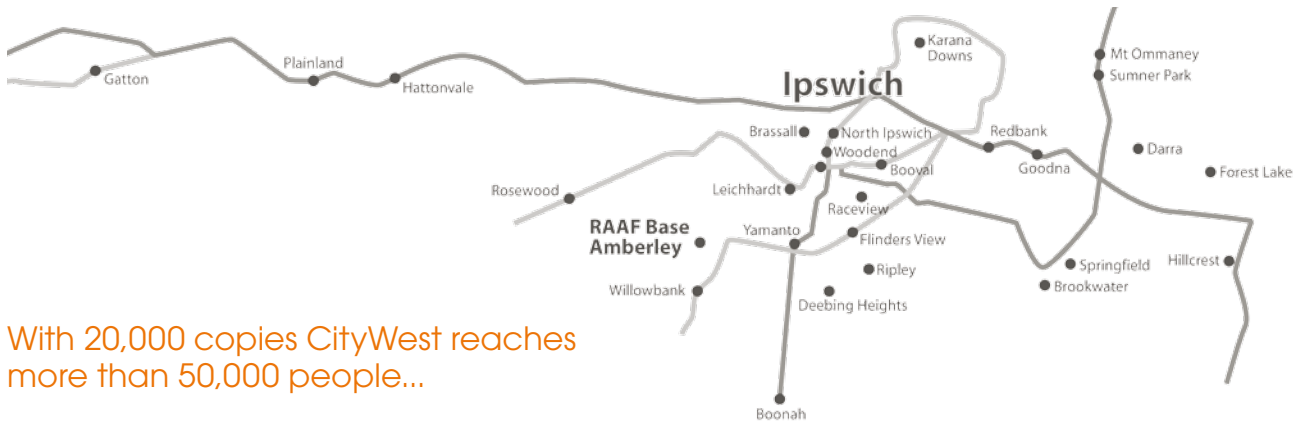 Karana
Downs
Mt Ommaney
Plainland
Sumner Park
Gatton
Ipswich
Hattonvale
Brassall
North Ipswich
Redbank
Woodend
Darra
Goodna
Booval
Forest Lake
Rosewood
Leichhardt
Raceview
RAAF Base
Amberley
Yamanto
Flinders View
Springfield
Hillcrest
Ripley
Willowbank
Brookwater
Deebing Heights
With 20,000 copies CityWest reaches
more than 50,000 people...
Boonah